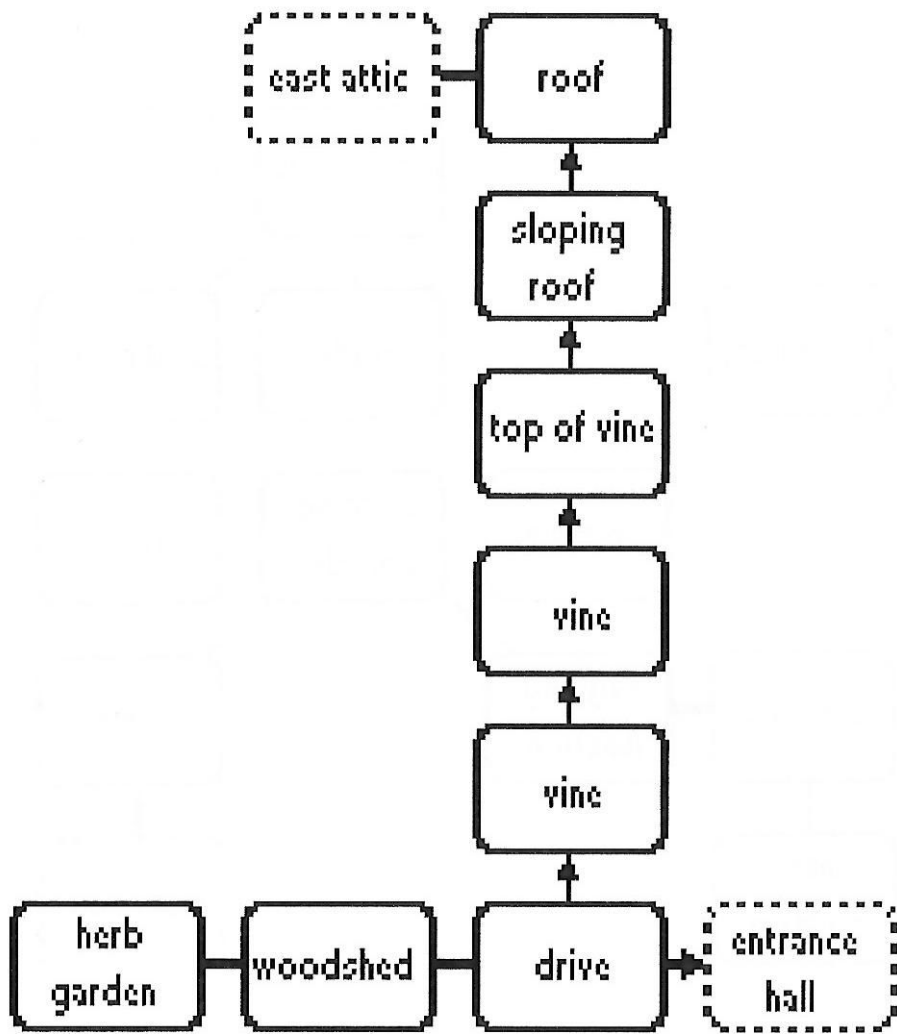 east attic
roof
sloping
roof
top of vine
vine
vine
herb
garden
woodshed
drive
entrance
hall